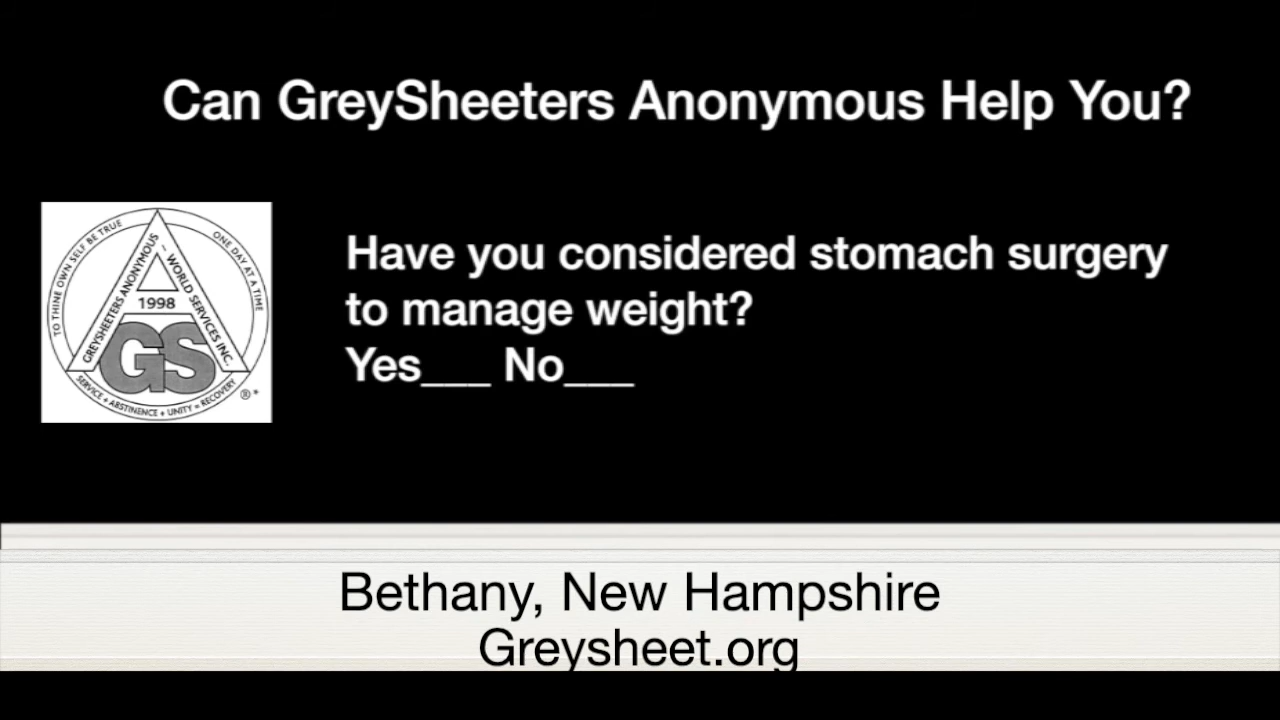 Can GreySheeters Anonymous Help You?
TO THINE OWN SELF BE TRUE
ONE DAY AT A TIME
GREYSHEETERS ANONYMOUS – WORLD SERVICES INC.
1998
GS
SERVICE + ABSTINENCE + UNITY = RECOVERY
®*
Have you considered stomach surgery
to manage weight?
Yes___ No___
Bethany, New Hampshire
Greysheet.org